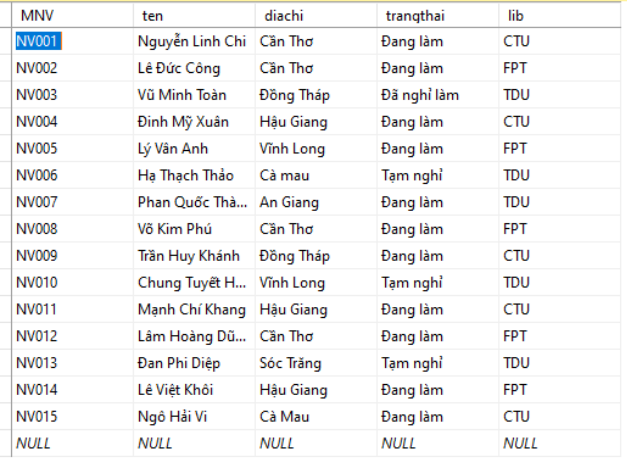 MNV ten diachi trangthai lib
NV001 Nguyễn Linh Chi Cần Thơ Đang làm CTU
NV002 Lê Đức Công Cần Thơ Đang làm FPT
NV003 Vũ Minh Toàn Đồng Tháp Đã nghỉ làm TDU
NV004 Đinh Mỹ Xuân Hậu Giang Đang làm CTU
NV005 Lý Vân Anh Vĩnh Long Đang làm FPT
NV006 Hạ Thạch Thảo Cà mau Tạm nghỉ TDU
NV007 Phan Quốc Thà... An Giang Đang làm TDU
NV008 Võ Kim Phú Cần Thơ Đang làm FPT
NV009 Trần Huy Khánh Đồng Tháp Đang làm CTU
NV010 Chung Tuyết H... Vĩnh Long Tạm nghỉ TDU
NV011 Mạnh Chí Khang Hậu Giang Đang làm CTU
NV012 Lâm Hoàng Dũ... Cần Thơ Đang làm FPT
NV013 Đan Phi Diệp Sóc Trăng Tạm nghỉ TDU
NV014 Lê Việt Khôi Hậu Giang Đang làm FPT
NV015 Ngô Hải Vi Cà Mau Đang làm CTU
NULL NULL NULL NULL NULL